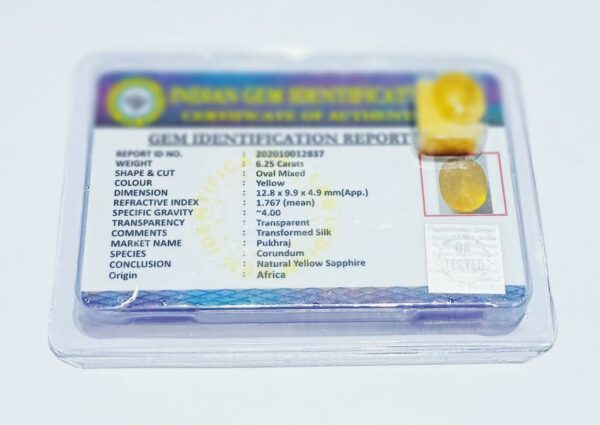 INDIAN GEM IDENTIFICAT
CERTIFICATE OF AUTHENT
GEM IDENTIFICATION REPORT
REPORT ID NO. : 202010012837
WEIGHT : 6.25 Carats
SHAPE & CUT : Oval Mixed
COLOUR : Yellow
DIMENSION : 12.8 x 9.9 x 4.9 mm(App.)
REFRACTIVE INDEX : 1.767 (mean)
SPECIFIC GRAVITY : ~4.00
TRANSPARENCY : Transparent
COMMENTS : Transformed Silk
MARKET NAME : Pukhraj
SPECIES : Corundum
CONCLUSION : Natural Yellow Sapphire
Origin : Africa
OK
TESTED